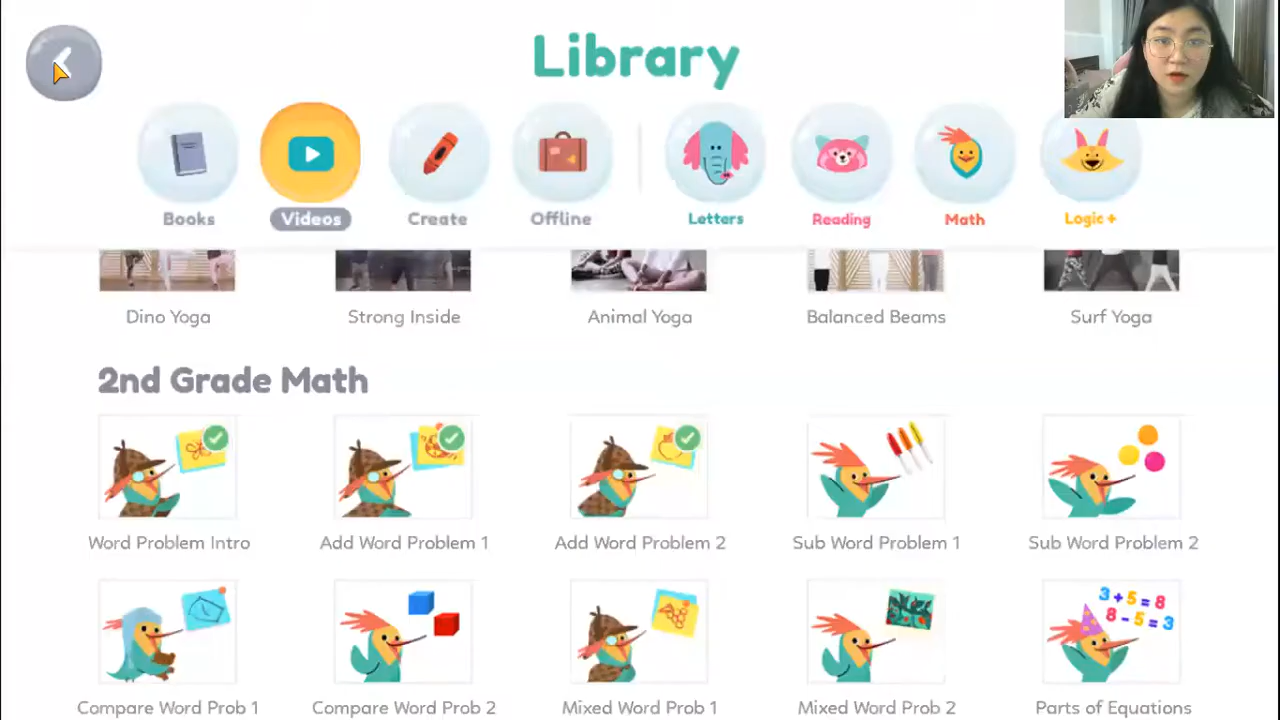 Library
Books Videos Create Offline Letters Reading Math Logic +
Dino Yoga Strong Inside Animal Yoga Balanced Beams Surf Yoga
2nd Grade Math
Word Problem Intro Add Word Problem 1 Add Word Problem 2 Sub Word Problem 1 Sub Word Problem 2
3 + 5 = 8
8 - 5 = 3
Compare Word Prob 1 Compare Word Prob 2 Mixed Word Prob 1 Mixed Word Prob 2 Parts of Equations